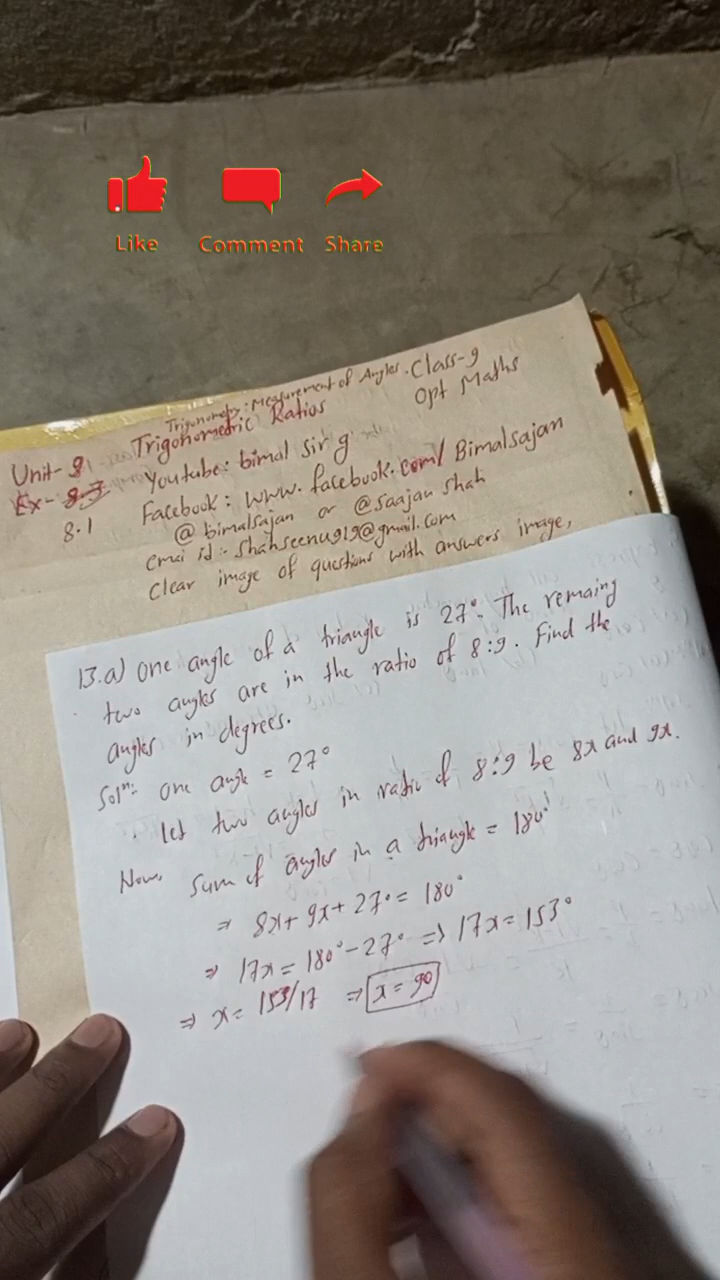 Like Comment Share
Trigonometry: Measurement of Angles. Class-9
Unit-9 Trigonometric Ratios Opt Maths
Ex- 8.3 Youtube: bimal sir g
8.1 Facebook: www.facebook.com/Bimalsajan
@bimalsajan or @saajan shah
emai id:- shahseenu919@gmail.com
Clear image of questions with answers image,
13.a) One angle of a triangle is 27°. The remaing
two angles are in the ratio of 8:9. Find the
angles in degrees.
Solⁿ: One angle = 27°
Let two angles in ratio of 8:9 be 8x and 9x.
Now, Sum of angles in a triangle = 180°
⇒ 8x + 9x + 27° = 180°
⇒ 17x = 180° - 27° ⇒ 17x = 153°
⇒ x = 153/17 ⇒ x = 90